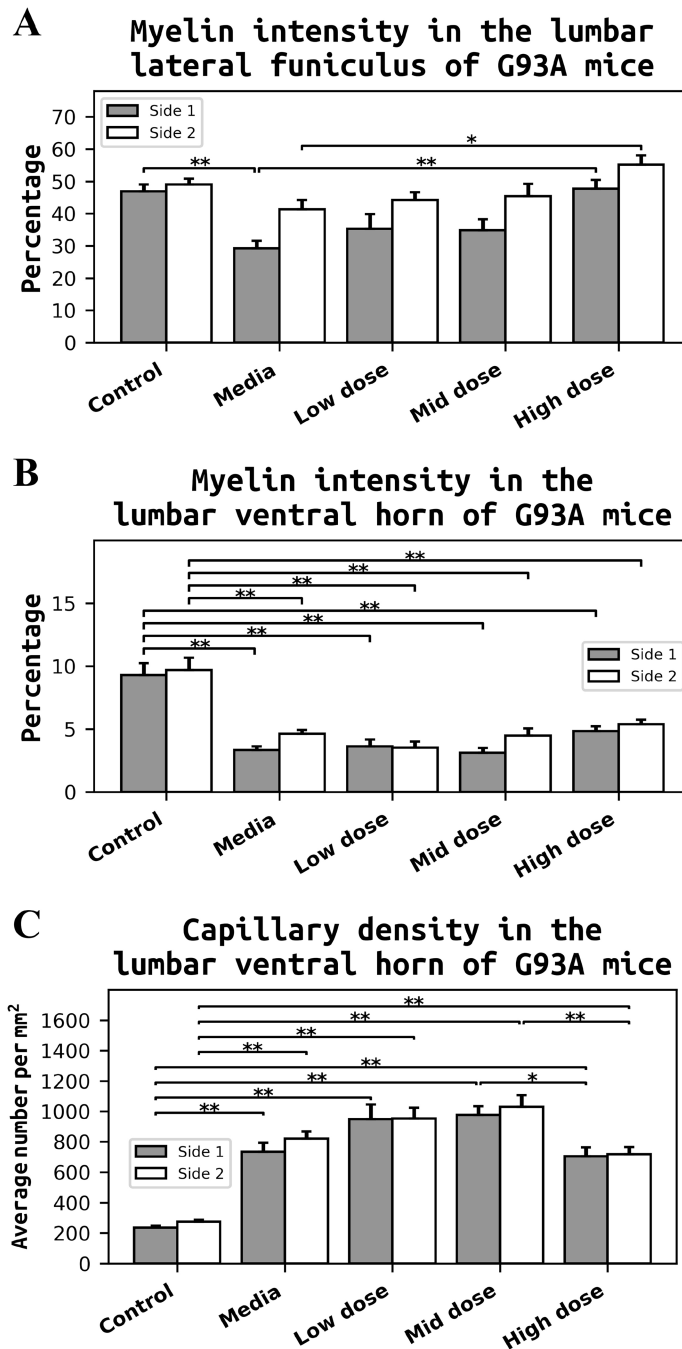 A
Myelin intensity in the lumbar
lateral funiculus of G93A mice
Percentage
70
60
50
40
30
20
10
0
Side 1
Side 2
*
**
**
Control
Media
Low dose
Mid dose
High dose
B
Myelin intensity in the
lumbar ventral horn of G93A mice
Percentage
15
10
5
0
**
**
**
**
**
**
**
**
Side 1
Side 2
Control
Media
Low dose
Mid dose
High dose
C
Capillary density in the
lumbar ventral horn of G93A mice
Average number per mm²
1600
1400
1200
1000
800
600
400
200
0
**
**
**
**
**
**
**
*
**
**
Side 1
Side 2
Control
Media
Low dose
Mid dose
High dose